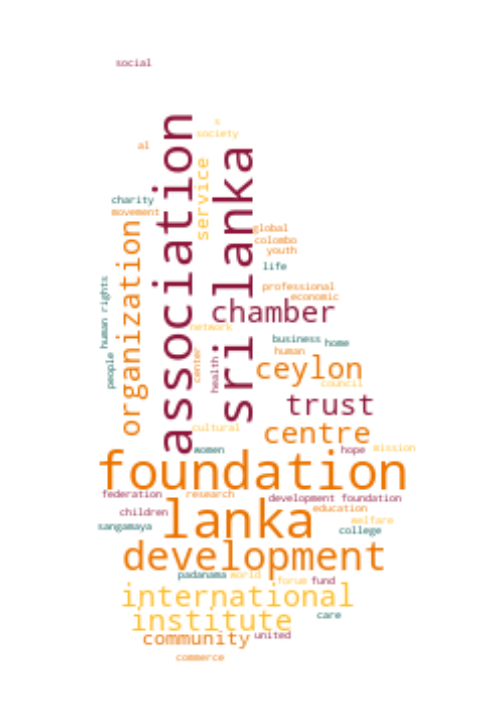 social
association
s
society
al
sri lanka
service
charity
movement
organization
global
colombo
youth
life
human rights
professional
economic
chamber
network
business
home
people
center
health
human
ceylon
council
trust
cultural
centre
women
hope
mission
foundation
federation
research
development foundation
lanka
children
education
welfare
sangamaya
college
development
padanama
world
forum
fund
international
institute
care
community
united
commerce